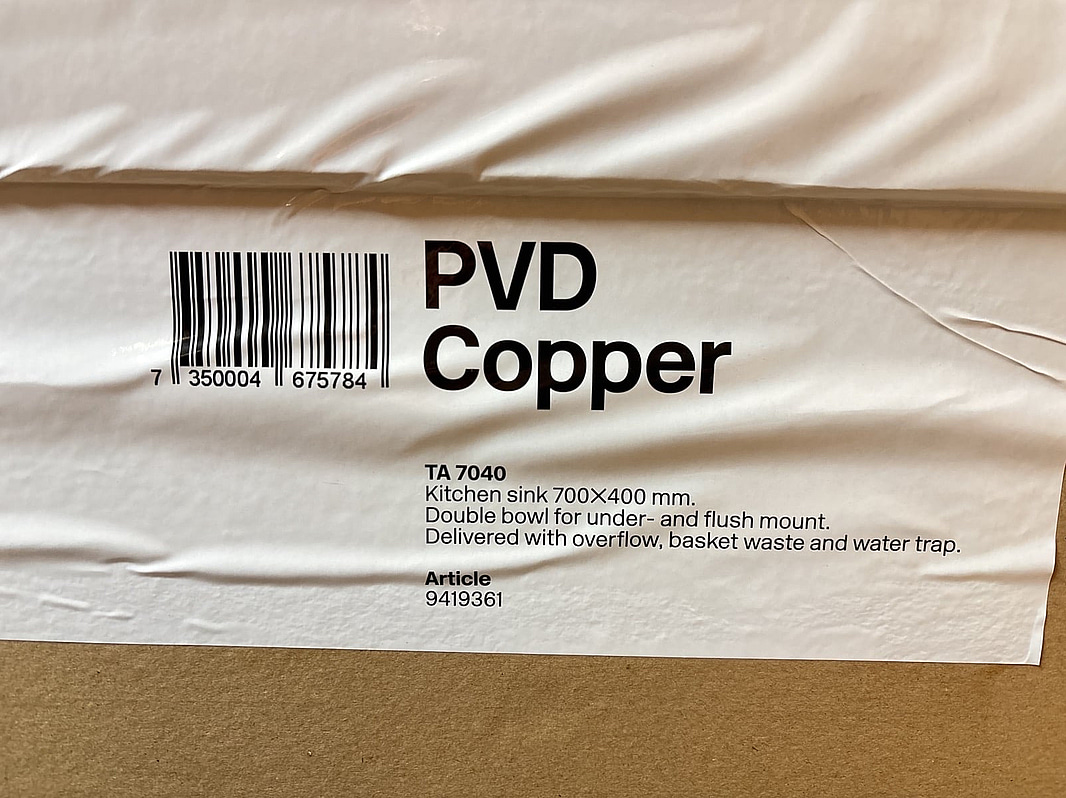 PVD
Copper
7 350004 675784
TA 7040
Kitchen sink 700×400 mm.
Double bowl for under- and flush mount.
Delivered with overflow, basket waste and water trap.
Article
9419361